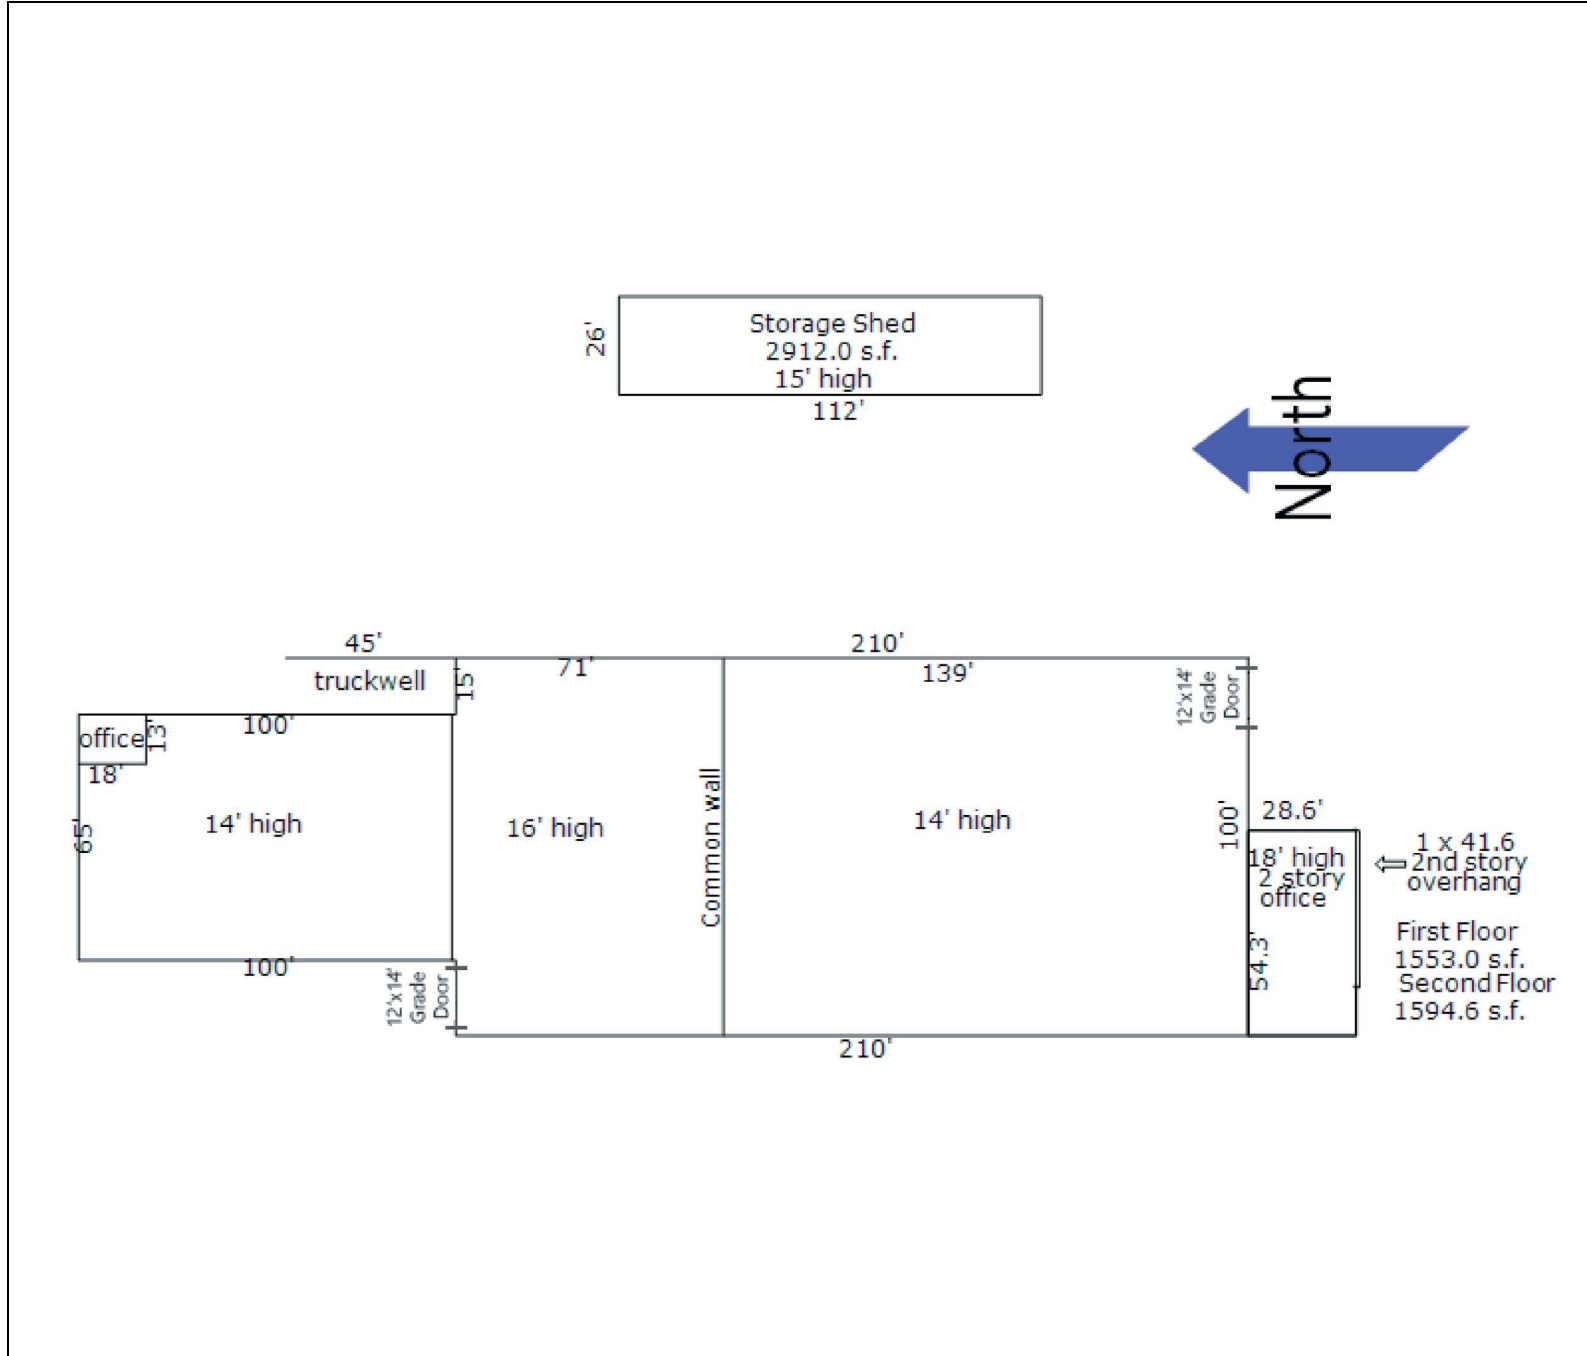 Storage Shed
2912.0 s.f.
15' high
26'
112'
North
45'
210'
71'
139'
truckwell
15'
12'x14'
Grade
Door
100'
office
13'
18'
65'
14' high
16' high
Common wall
14' high
100'
28.6'
18' high
2 story
office
54.3'
1 x 41.6
2nd story
overhang
First Floor
1553.0 s.f.
Second Floor
1594.6 s.f.
100'
12'x14'
Grade
Door
210'